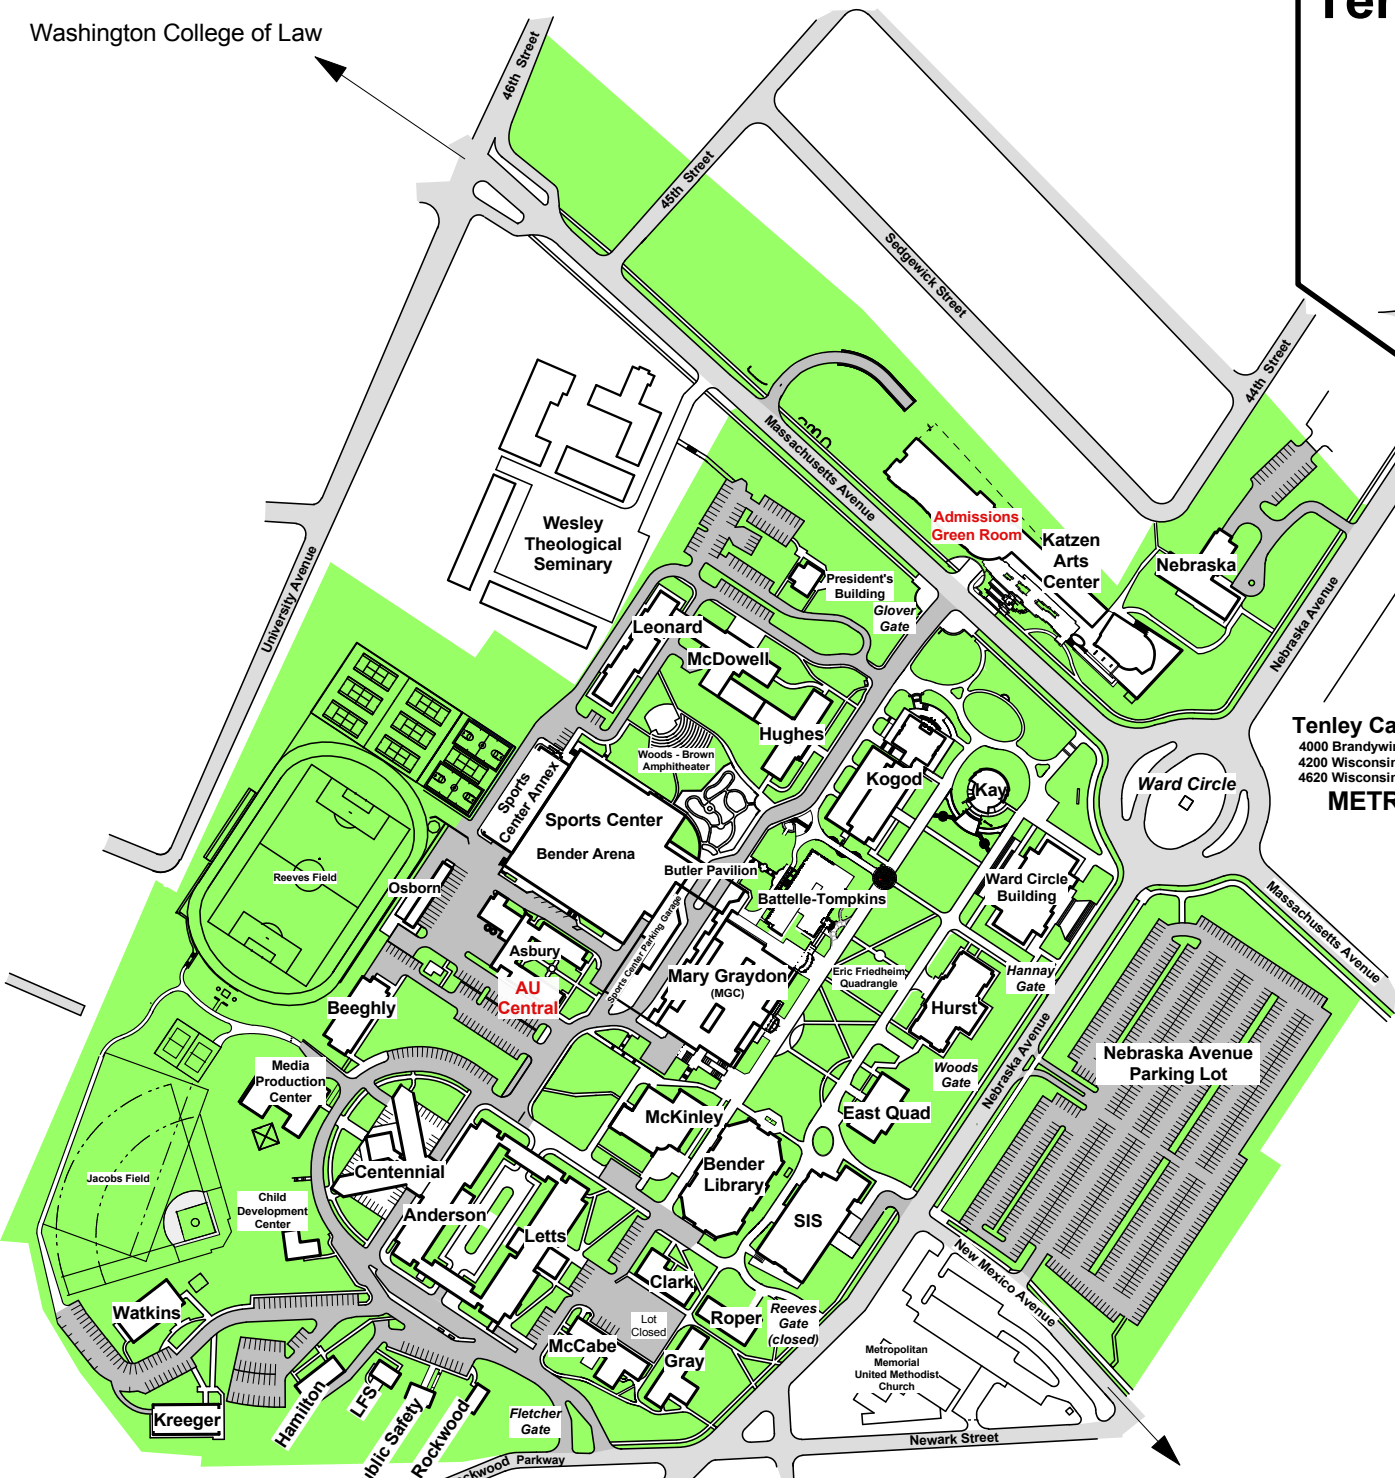 Washington College of Law
46th Street
45th Street
Sedgewick Street
44th Street
Massachusetts Avenue
Admissions
Green Room
Katzen
Arts
Center
Nebraska
Wesley
Theological
Seminary
University Avenue
President's
Building
Glover
Gate
Nebraska Avenue
Leonard
McDowell
Hughes
Woods - Brown
Amphitheater
Kogod
Kay
Ward Circle
Tenley Ca
4000 Brandywi
4200 Wisconsin
4620 Wisconsin
METR
Sports
Center Annex
Sports Center
Bender Arena
Butler Pavilion
Battelle-Tompkins
Ward Circle
Building
Reeves Field
Osborn
Asbury
AU
Central
Sports Center Parking Garage
Mary Graydon
(MGC)
Eric Friedheim
Quadrangle
Hannay
Gate
Massachusetts Avenue
Beeghly
Hurst
Woods
Gate
Nebraska Avenue
Nebraska Avenue
Parking Lot
Media
Production
Center
McKinley
East Quad
Jacobs Field
Centennial
Bender
Library
Child
Development
Center
Anderson
Letts
SIS
New Mexico Avenue
Clark
Watkins
Lot
Closed
Roper
Reeves
Gate
(closed)
McCabe
Gray
Metropolitan
Memorial
United Methodist
Church
Kreeger
Hamilton
LFS
ublic Safety
Rockwood
Fletcher
Gate
Newark Street
ckwood Parkway